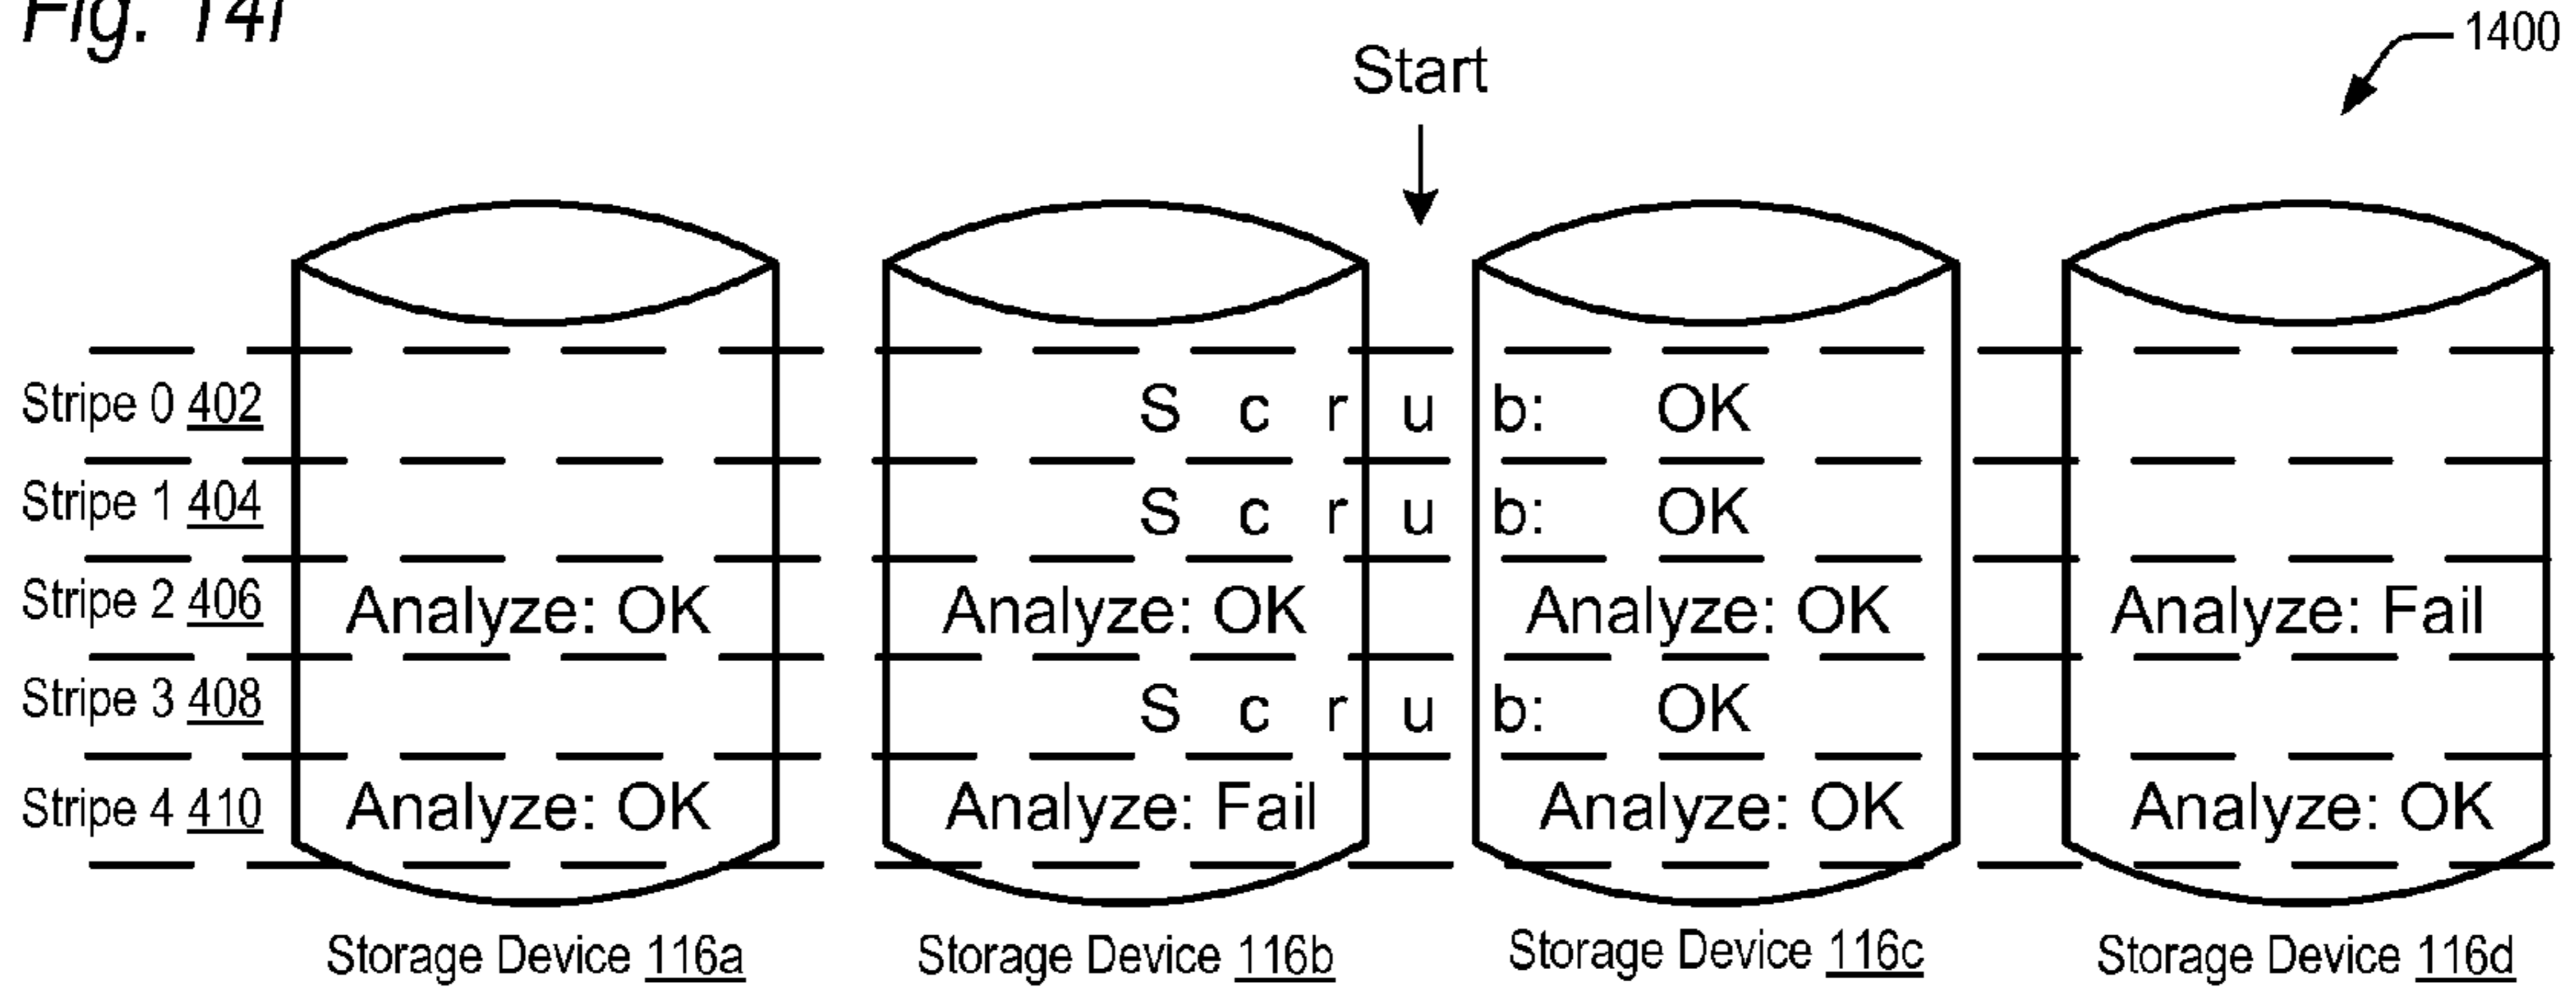 Fig. 14i
1400
Start
Stripe 0 402 S c r u b: OK
Stripe 1 404 S c r u b: OK
Stripe 2 406 Analyze: OK Analyze: OK Analyze: OK Analyze: Fail
Stripe 3 408 S c r u b: OK
Stripe 4 410 Analyze: OK Analyze: Fail Analyze: OK Analyze: OK
Storage Device 116a Storage Device 116b Storage Device 116c Storage Device 116d